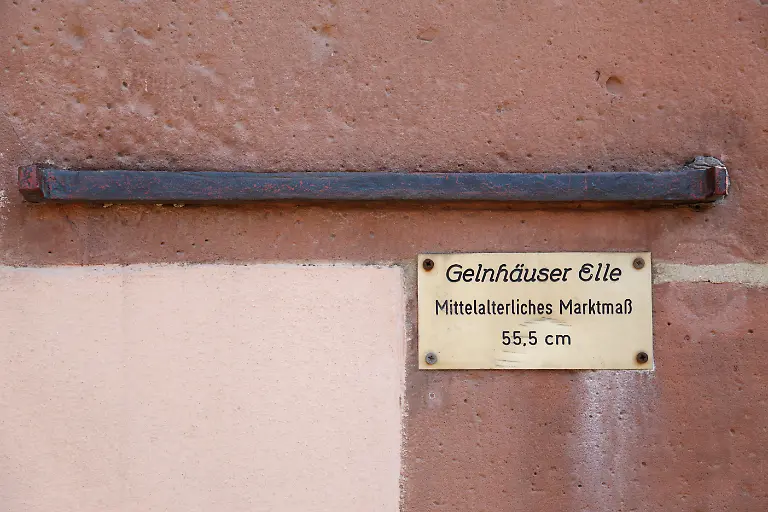 Gelnhäuser Elle
Mittelalterliches Marktmaß
55,5 cm